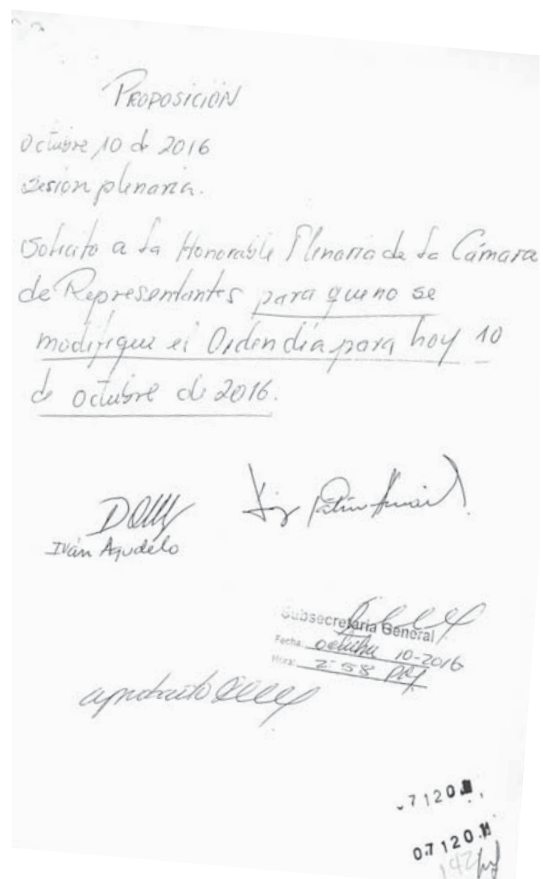 PROPOSICIÓN
Octubre 10 de 2016
Sesión plenaria.
Solicito a la Honorable Plenaria de la Cámara
de Representantes para que no se
modifique el Orden día para hoy 10
de octubre de 2016.
Iván Agudelo
Subsecretaría General
Fecha: octubre 10-2016
Hora: 2:58 PM
aprobado
.7120
07120